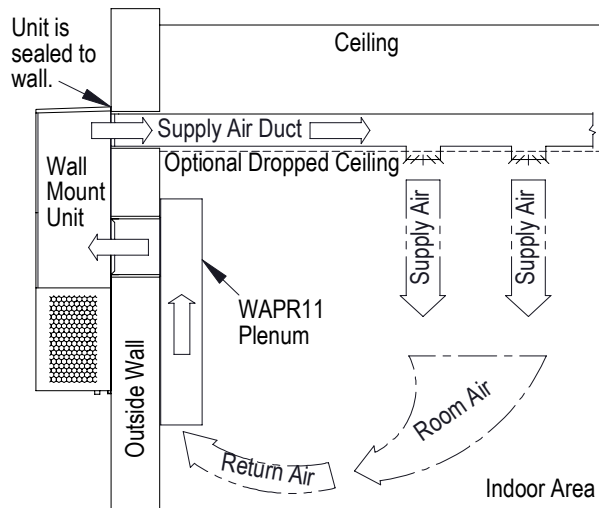 Unit is
sealed to
wall.
Ceiling
Supply Air Duct
Optional Dropped Ceiling
Wall
Mount
Unit
Supply Air
Supply Air
WAPR11
Plenum
Outside Wall
Room Air
Return Air
Indoor Area